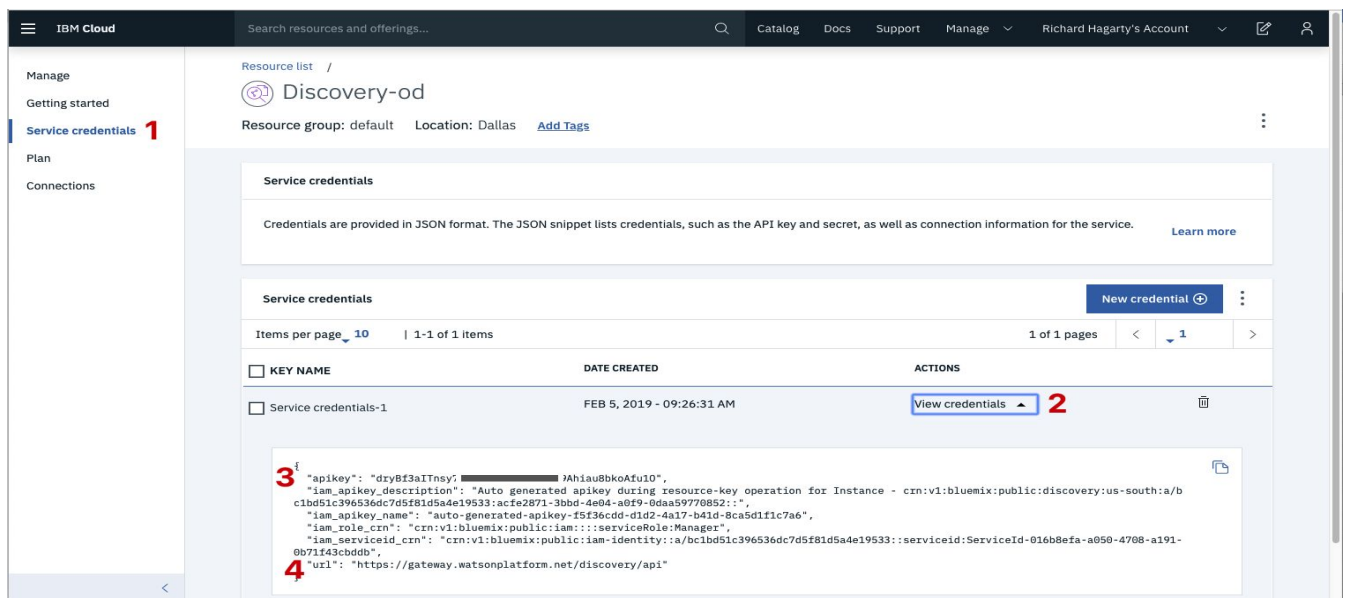 IBM Cloud
Search resources and offerings...
Catalog Docs Support Manage Richard Hagarty's Account
Manage
Getting started
Service credentials 1
Plan
Connections
Resource list /
Discovery-od
Resource group: default Location: Dallas Add Tags
Service credentials
Credentials are provided in JSON format. The JSON snippet lists credentials, such as the API key and secret, as well as connection information for the service.
Learn more
Service credentials
New credential
Items per page 10 | 1-1 of 1 items 1 of 1 pages < 1 >
KEY NAME DATE CREATED ACTIONS
Service credentials-1 FEB 5, 2019 - 09:26:31 AM View credentials 2
{
3 "apikey": "dryBf3aITnsy Ahiau8bkoAfu10",
"iam_apikey_description": "Auto generated apikey during resource-key operation for Instance - crn:v1:bluemix:public:discovery:us-south:a/b
c1bd51c396536dc7d5f81d5a4e19533:acfe2871-3bbd-4e04-a0f9-0daa59770852::",
"iam_apikey_name": "auto-generated-apikey-f5f36cdd-d1d2-4a17-b41d-8ca5d1f1c7a6",
"iam_role_crn": "crn:v1:bluemix:public:iam::::serviceRole:Manager",
"iam_serviceid_crn": "crn:v1:bluemix:public:iam-identity::a/bc1bd51c396536dc7d5f81d5a4e19533::serviceid:ServiceId-016b8efa-a050-4708-a191-
0b71f43cbddb",
4 "url": "https://gateway.watsonplatform.net/discovery/api"
}
<